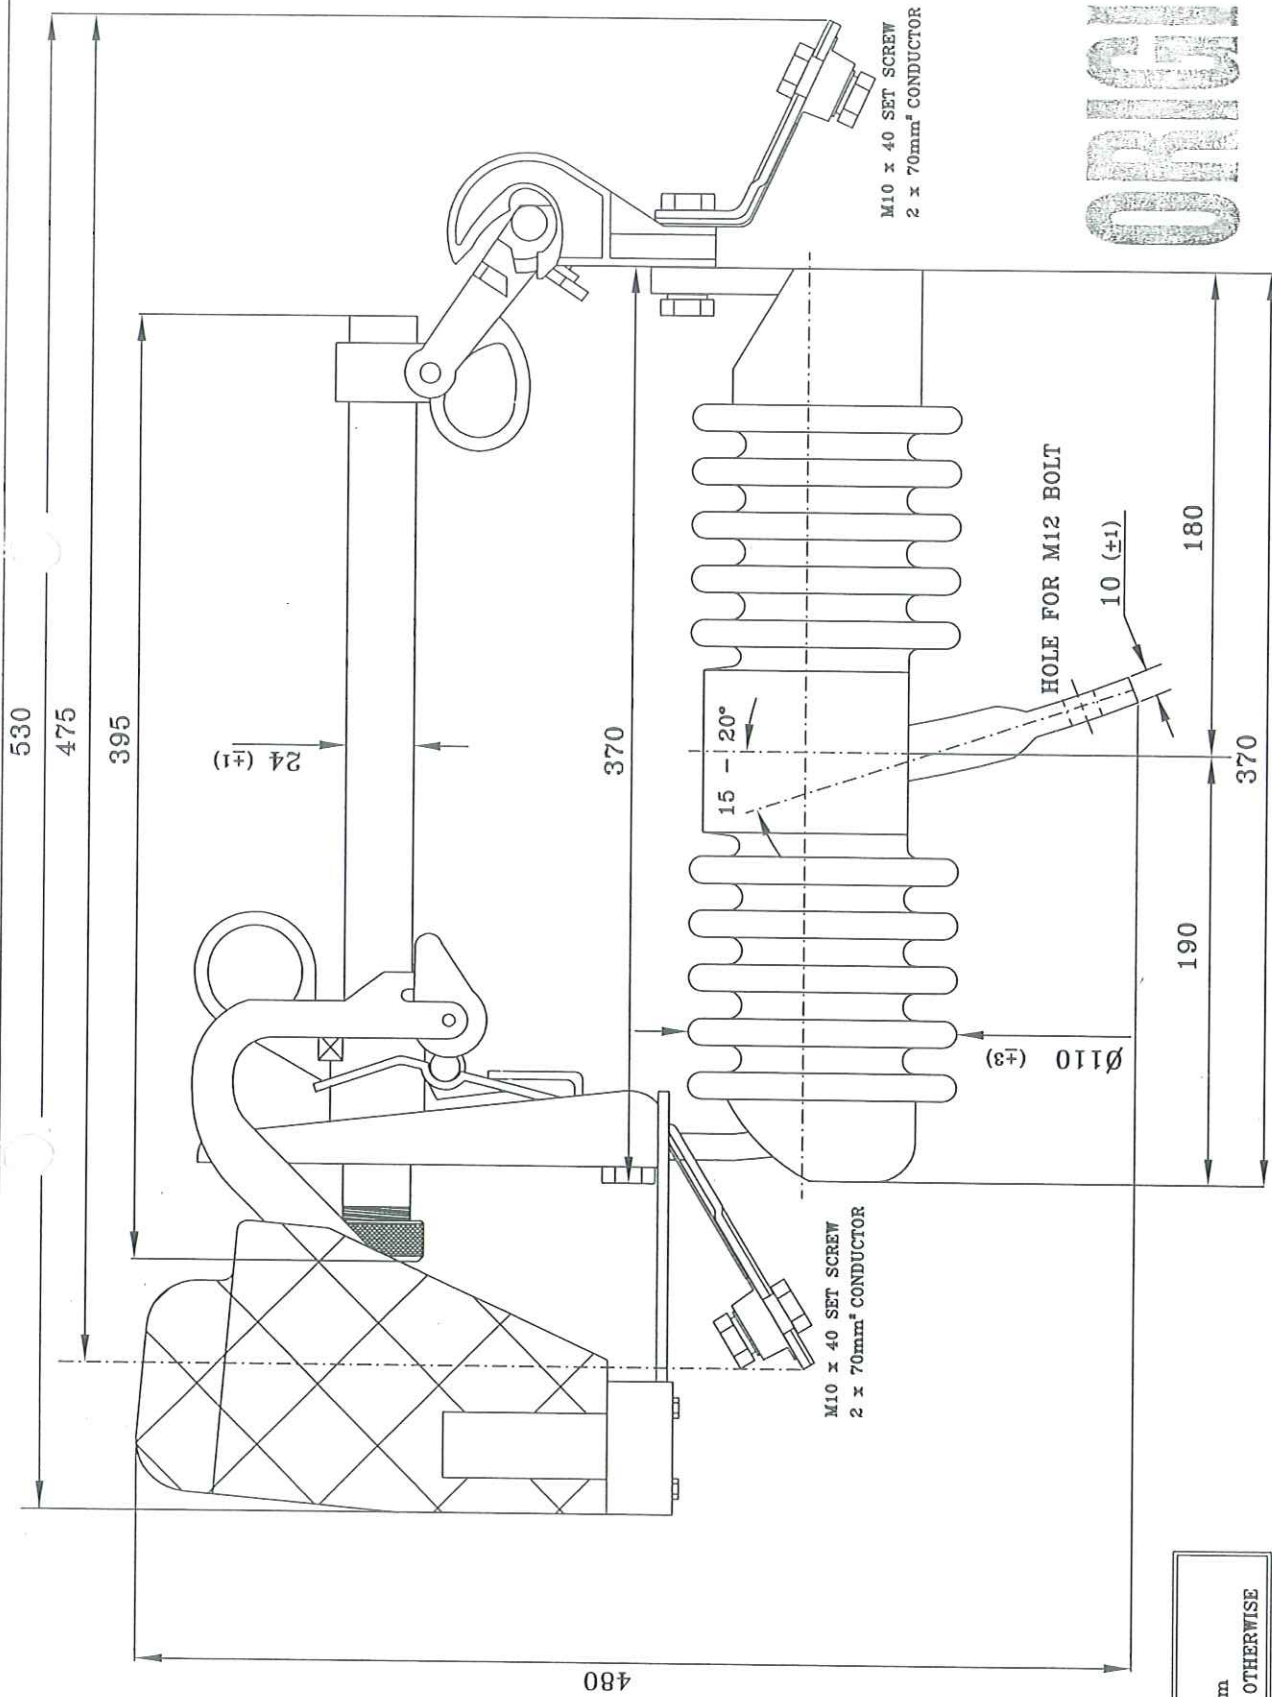 530
475
395
24 (±1)
M10 x 40 SET SCREW
2 x 70mm² CONDUCTOR
370
15 - 20°
HOLE FOR M12 BOLT
10 (±1)
180
190
370
Ø110 (±3)
M10 x 40 SET SCREW
2 x 70mm² CONDUCTOR
480
OTHERWISE